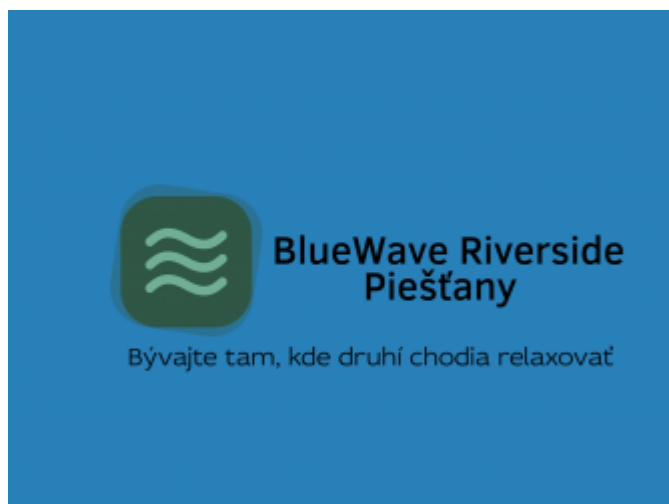 BlueWave Riverside
Piešťany
Bývajte tam, kde druhí chodia relaxovať